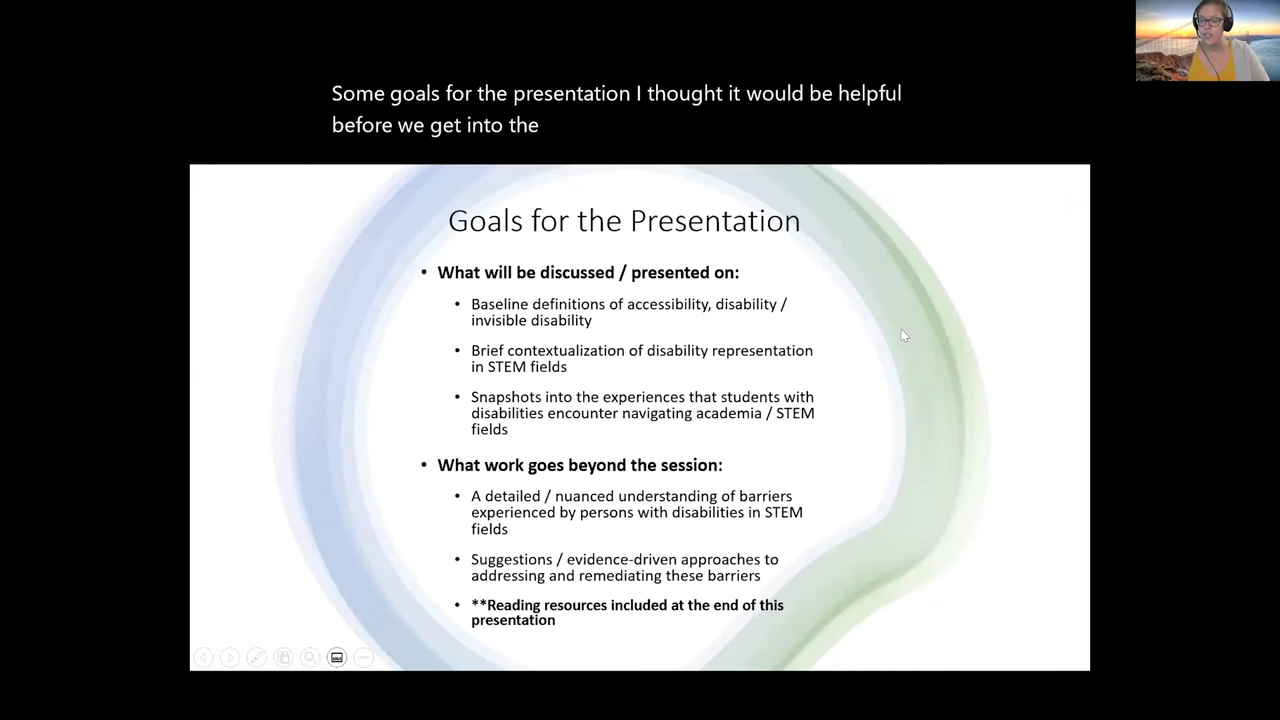 Some goals for the presentation I thought it would be helpful
before we get into the
Goals for the Presentation
• What will be discussed / presented on:
• Baseline definitions of accessibility, disability /
invisible disability
• Brief contextualization of disability representation
in STEM fields
• Snapshots into the experiences that students with
disabilities encounter navigating academia / STEM
fields
• What work goes beyond the session:
• A detailed / nuanced understanding of barriers
experienced by persons with disabilities in STEM
fields
• Suggestions / evidence-driven approaches to
addressing and remediating these barriers
• **Reading resources included at the end of this
presentation